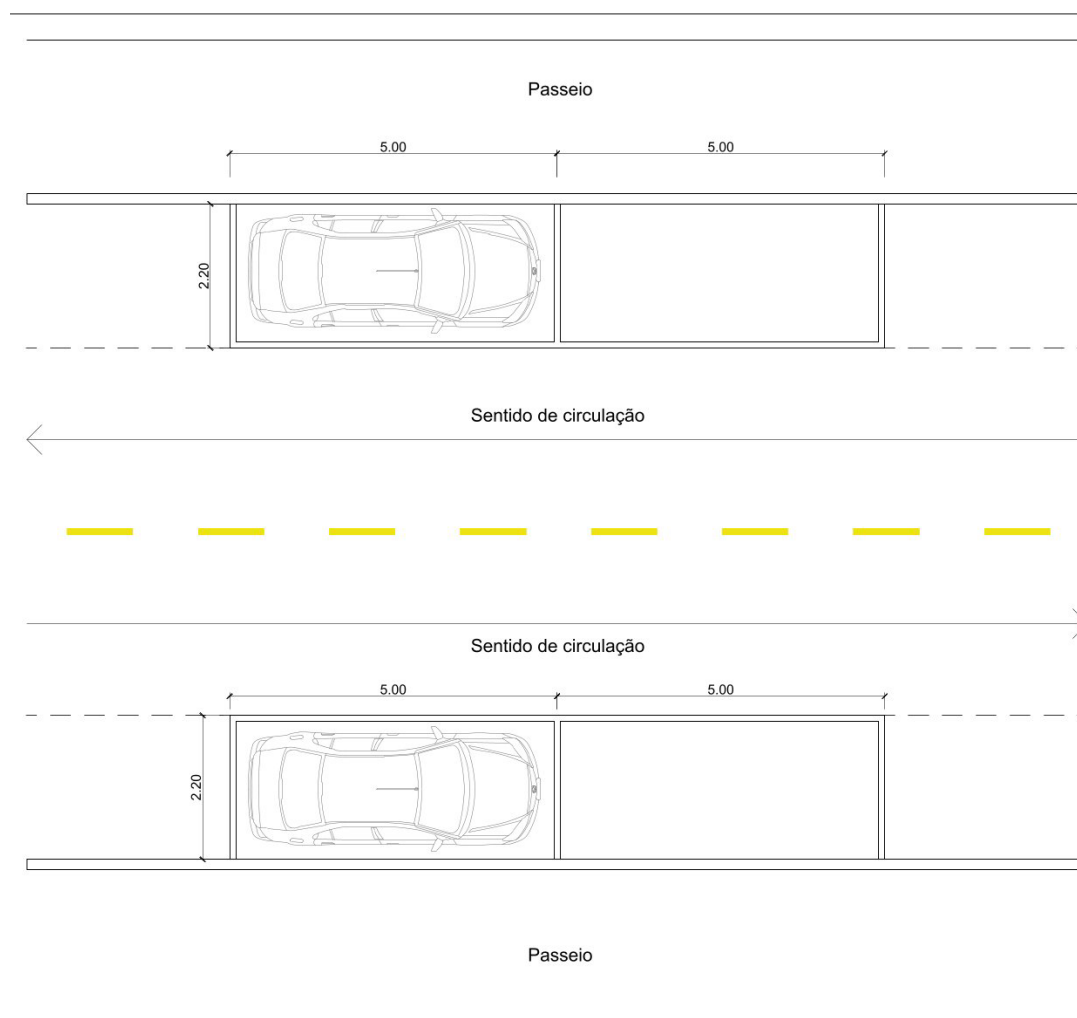 Passeio
5.00
5.00
2.20
Sentido de circulação
Sentido de circulação
5.00
5.00
2.20
Passeio